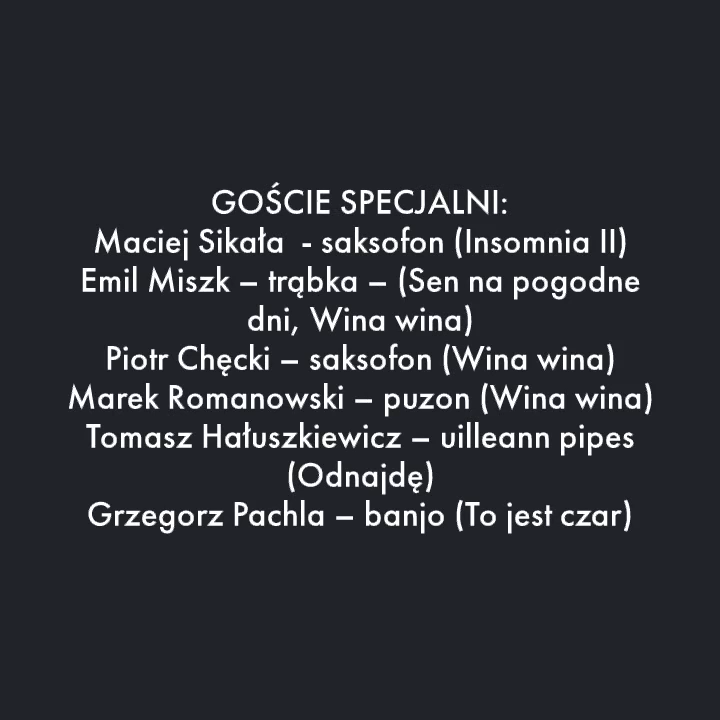 GOŚCIE SPECJALNI:
Maciej Sikała - saksofon (Insomnia II)
Emil Miszk – trąbka – (Sen na pogodne
dni, Wina wina)
Piotr Chęcki – saksofon (Wina wina)
Marek Romanowski – puzon (Wina wina)
Tomasz Hałuszkiewicz – uilleann pipes
(Odnajdę)
Grzegorz Pachla – banjo (To jest czar)